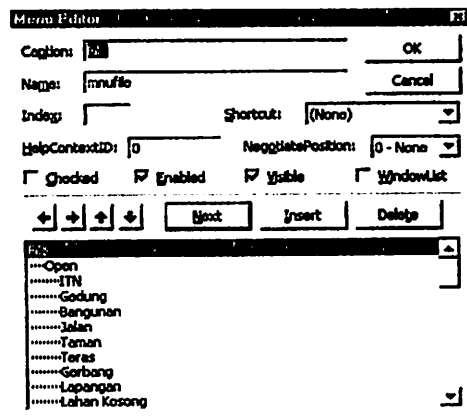 Menu Editor
Caption: OK
Name: mnufile Cancel
Index: Shortcut: (None)
HelpContextID: 0 NegotiatePosition: 0 - None
Checked Enabled Visible WindowList
Next Insert Delete
····Open
········ITN
········Gedung
········Bangunan
········Jalan
········Taman
········Teras
········Gerbang
········Lapangan
········Lahan Kosong